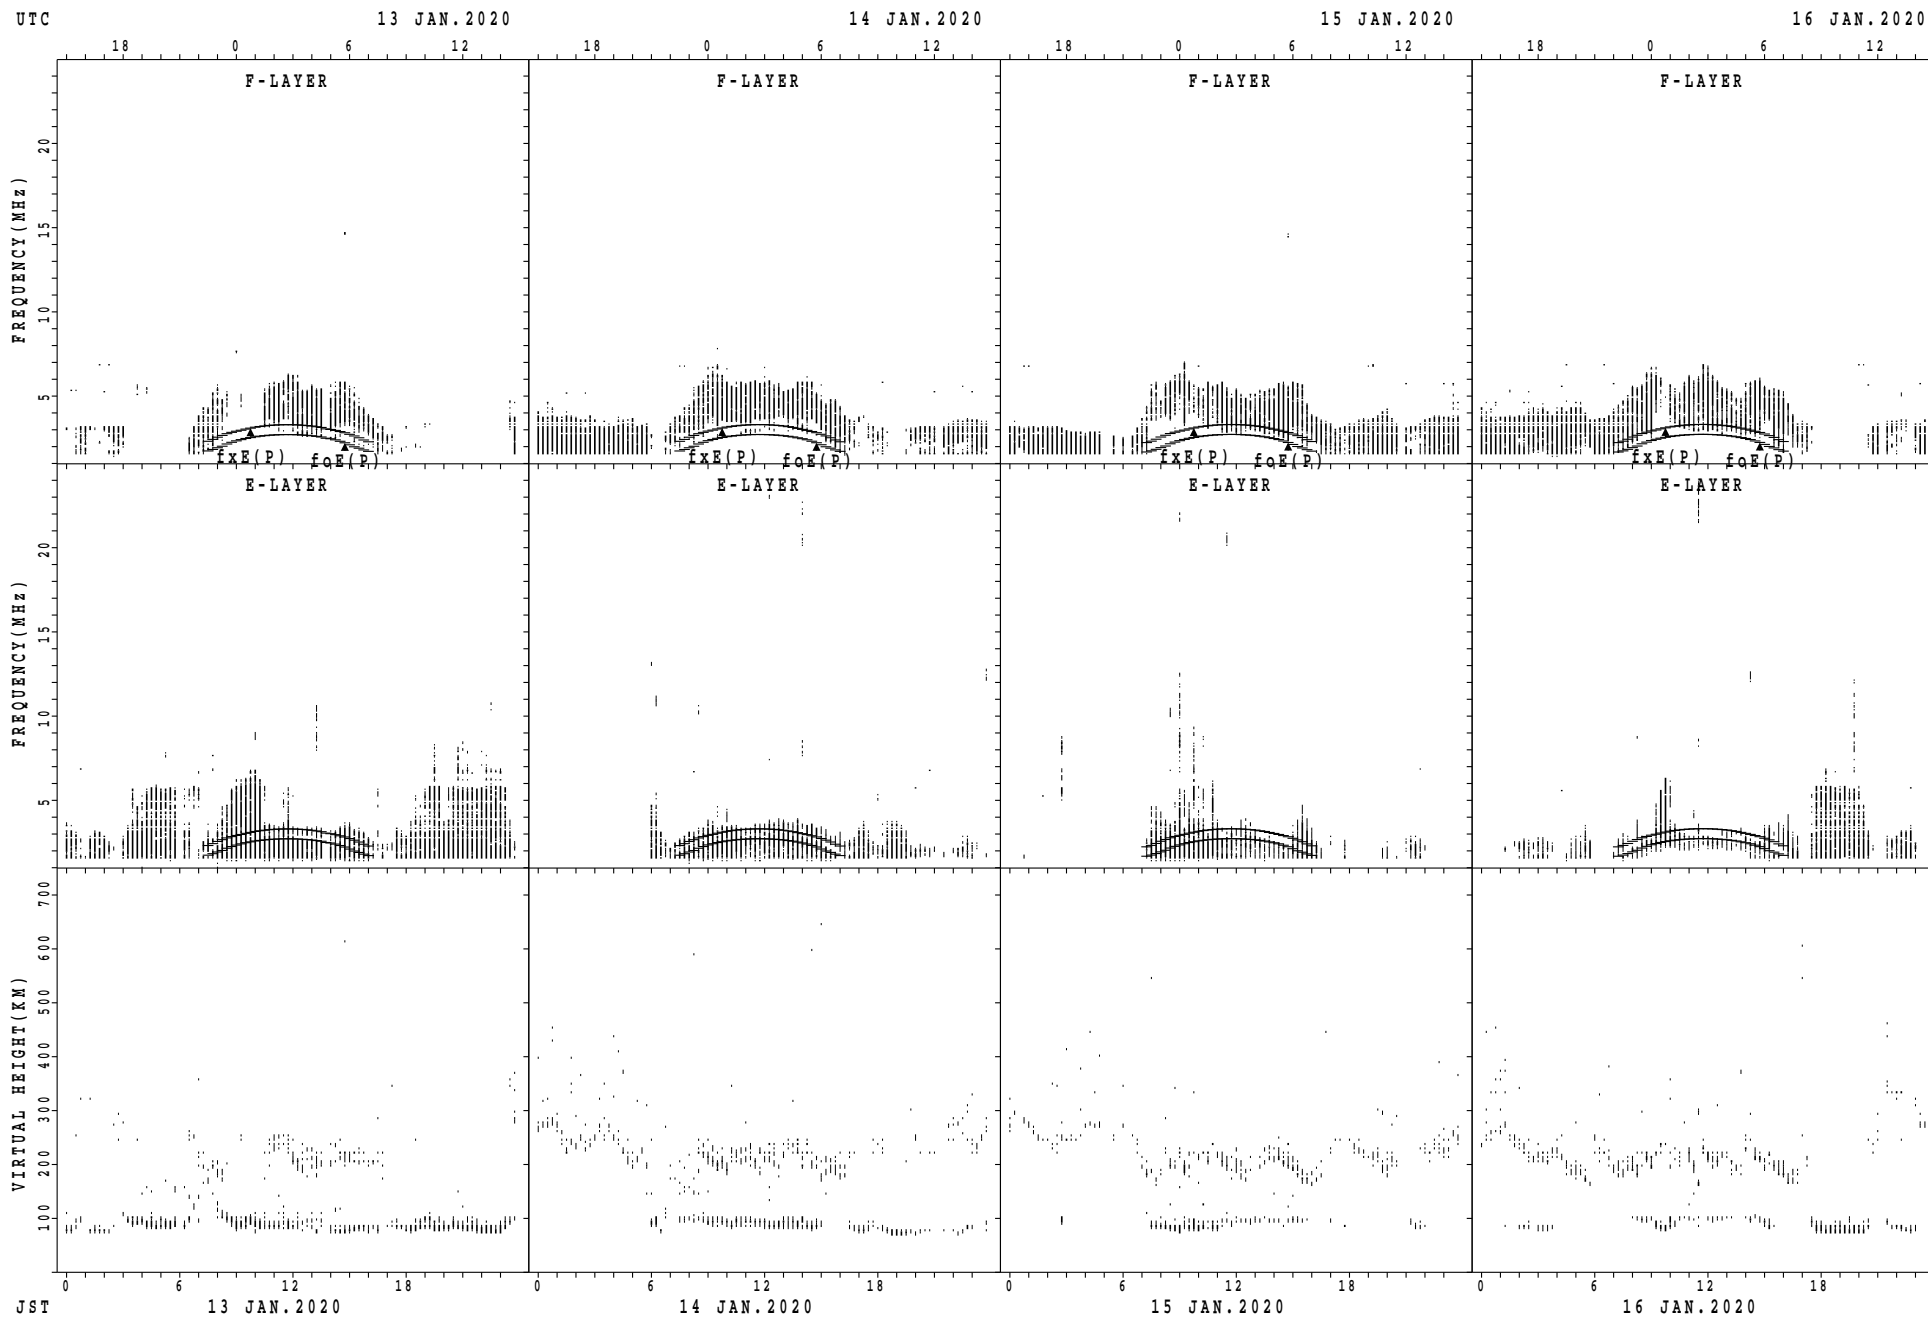 UTC 13 JAN.2020 14 JAN.2020 15 JAN.2020 16 JAN.2020
18 0 6 12 18 0 6 12 18 0 6 12 18 0 6 12
F-LAYER F-LAYER F-LAYER F-LAYER
FREQUENCY(MHz)
20
15
10
5
fxE(P) foE(P) fxE(P) foE(P) fxE(P) foE(P) fxE(P) foE(P)
E-LAYER E-LAYER E-LAYER E-LAYER
FREQUENCY(MHz)
20
15
10
5
VIRTUAL HEIGHT(KM)
700
600
500
400
300
200
100
0 6 12 18 0 6 12 18 0 6 12 18 0 6 12 18
JST 13 JAN.2020 14 JAN.2020 15 JAN.2020 16 JAN.2020